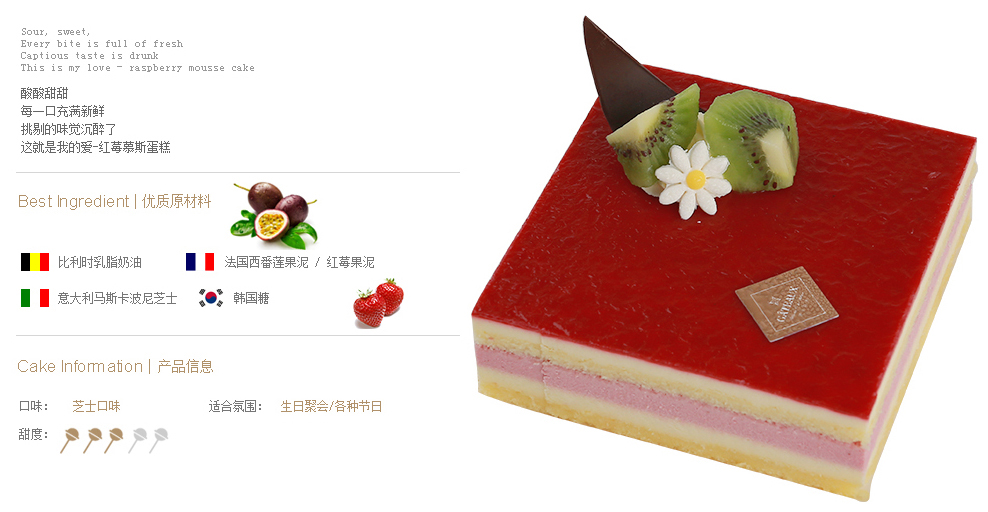 Sour, sweet,
Every bite is full of fresh
Captious taste is drunk
This is my love - raspberry mousse cake
酸酸甜甜
每一口充满新鲜
挑剔的味觉沉醉了
这就是我的爱-红莓慕斯蛋糕
Best Ingredient | 优质原材料
比利时乳脂奶油
法国西番莲果泥 / 红莓果泥
意大利马斯卡波尼芝士
韩国糖
Cake Information | 产品信息
口味: 芝士口味
适合氛围: 生日聚会/各种节日
甜度:
GATEAUX